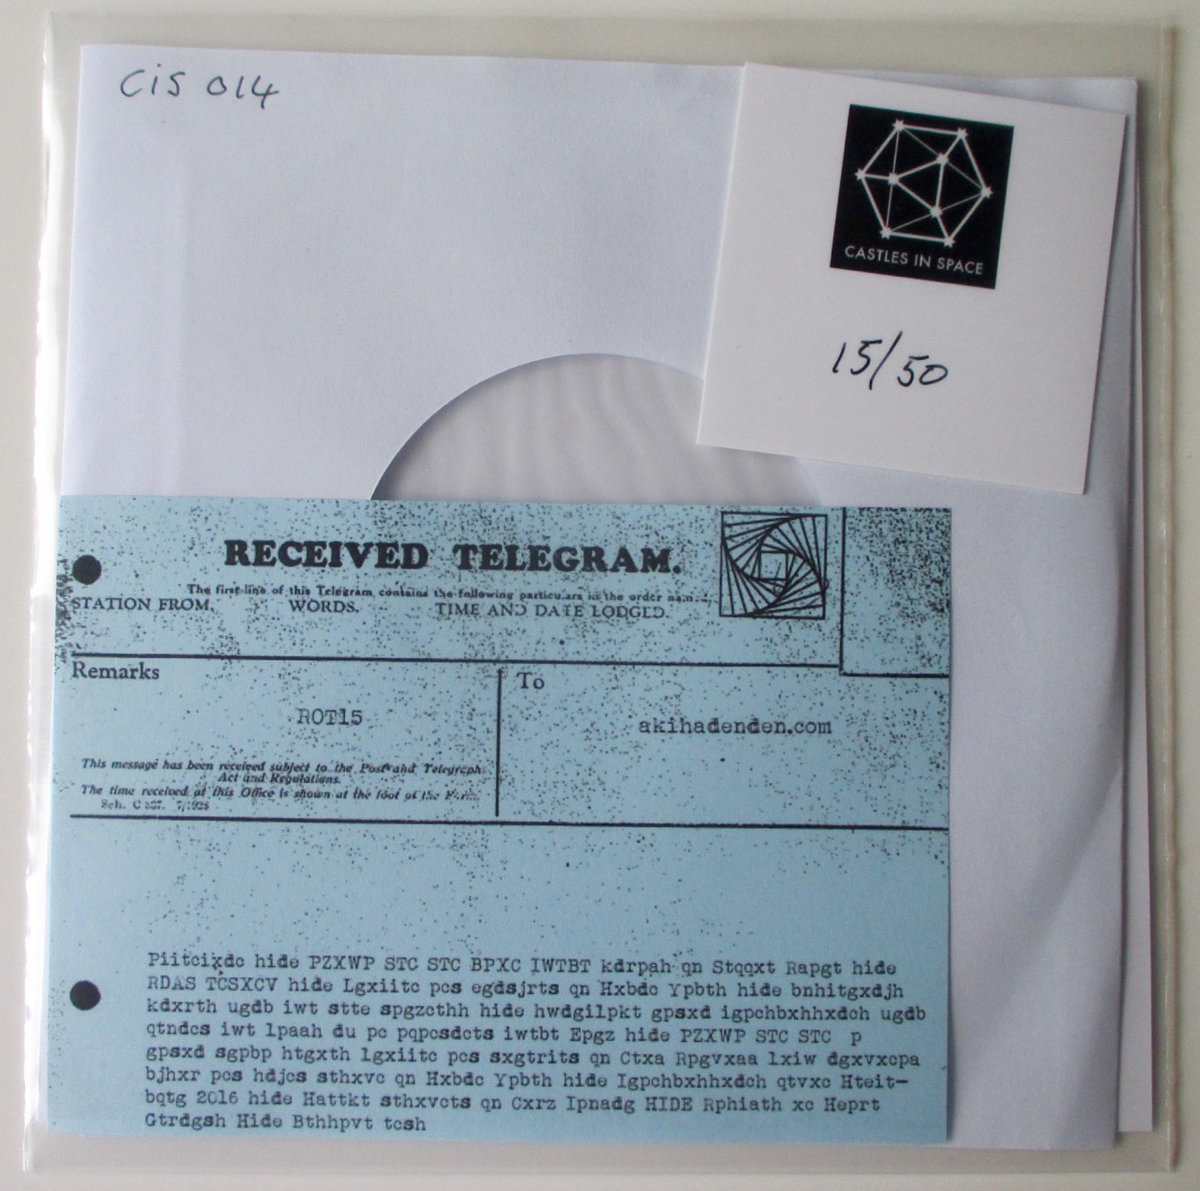 CiS 014
CASTLES IN SPACE
15/50
RECEIVED TELEGRAM.
The first line of this Telegram contains the following particulars in the order
STATION FROM. WORDS. TIME AND DATE LODGED.
Remarks
To
ROT15
akihadenden.com
This message has been received subject to the Post and Telegraph
Act and Regulations.
The time received at this Office is shown at the foot of the
Sch. C
Piitcixdc hide PZXWP STC STC BPXC IWTBT kdrpah qn Stqqxt Rapgt hide
RDAS TCSXCV hide Lgxiitc pcs egdsjrts qn Hxbdc Ypbth hide bnhitgxdjh
kdxrth ugdb iwt stte spgzcthh hide hwdgilpkt gpsxd igpchbxhhxdch ugdb
qtndcs iwt lpaah du pc pqpcsdcts iwtbt Epgz hide PZXWP STC STC p
gpsxd sgpbp htgxth lgxiitc pcs sxgtrits qn Ctxa Rpgvxaa lxiw dgxvxcpa
bjhxr pcs hdjcs sthxvc qn Hxbdc Ypbth hide Igpchbxhhxdch qtvxc Hteit-
bqtg 2016 hide Hattkt sthxvcts qn Cxrz Ipnadg HIDE Rphiath xc Heprt
Gtrdgsh Hide Bthhpvt tcsh